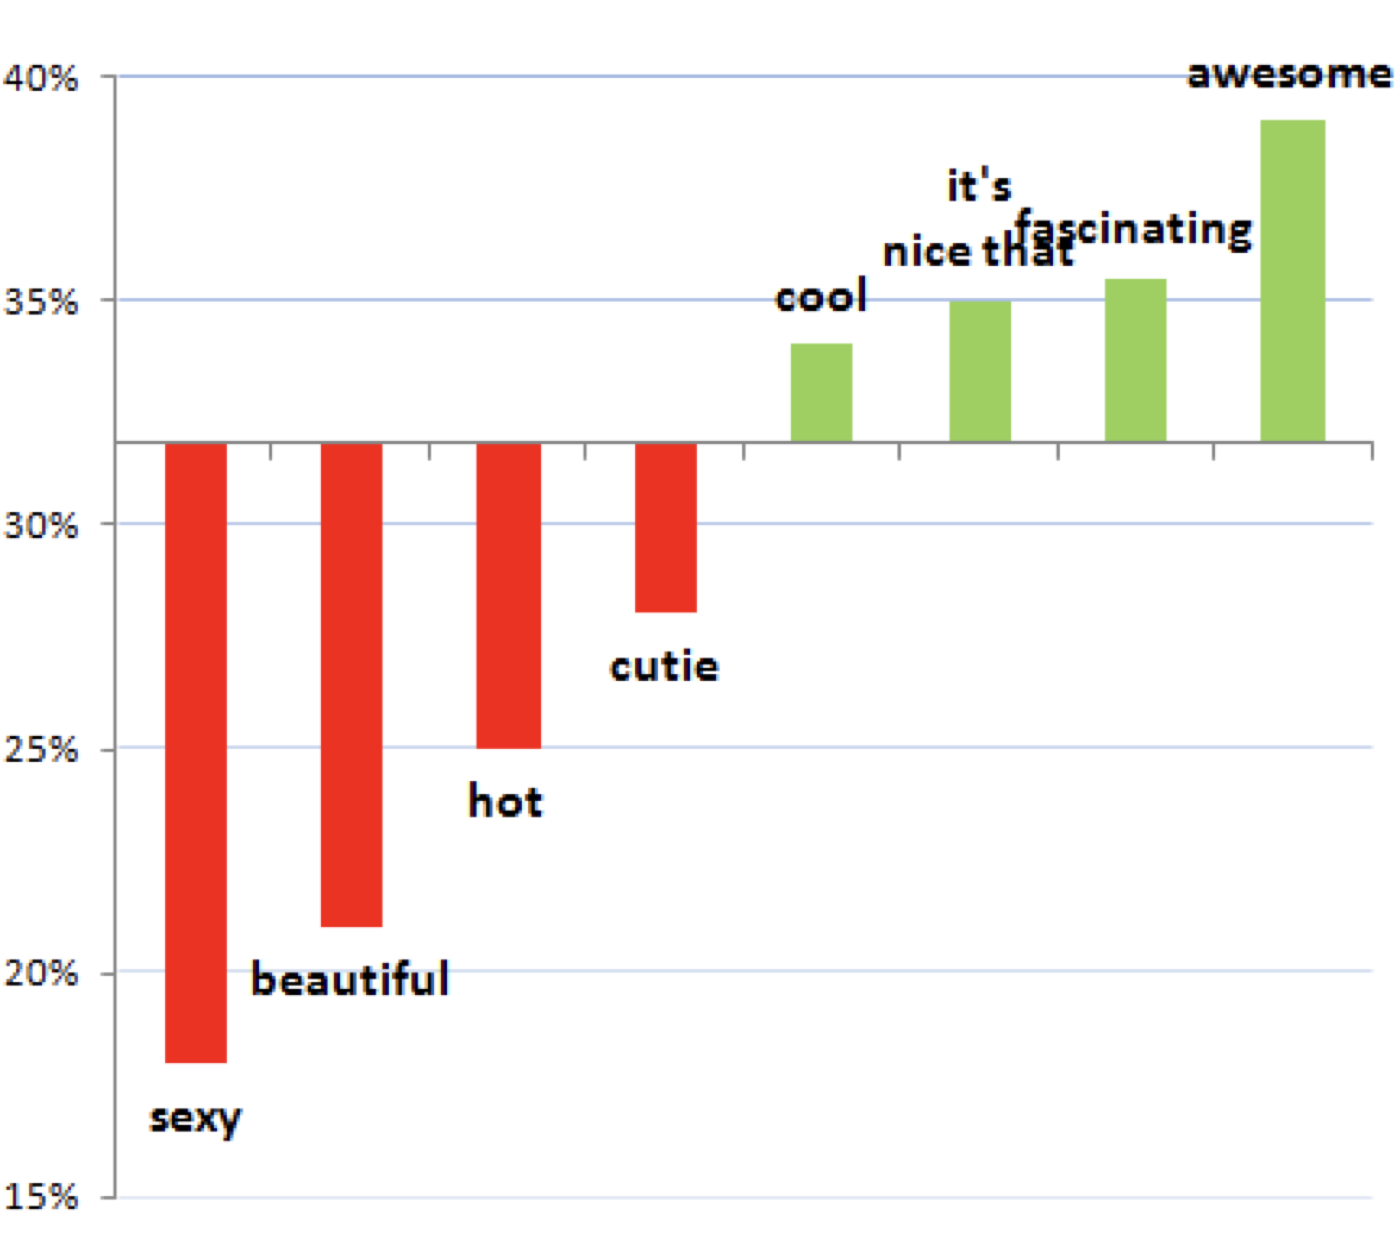 40%
35%
30%
25%
20%
15%
sexy
beautiful
hot
cutie
cool
it's
nice that
fascinating
awesome